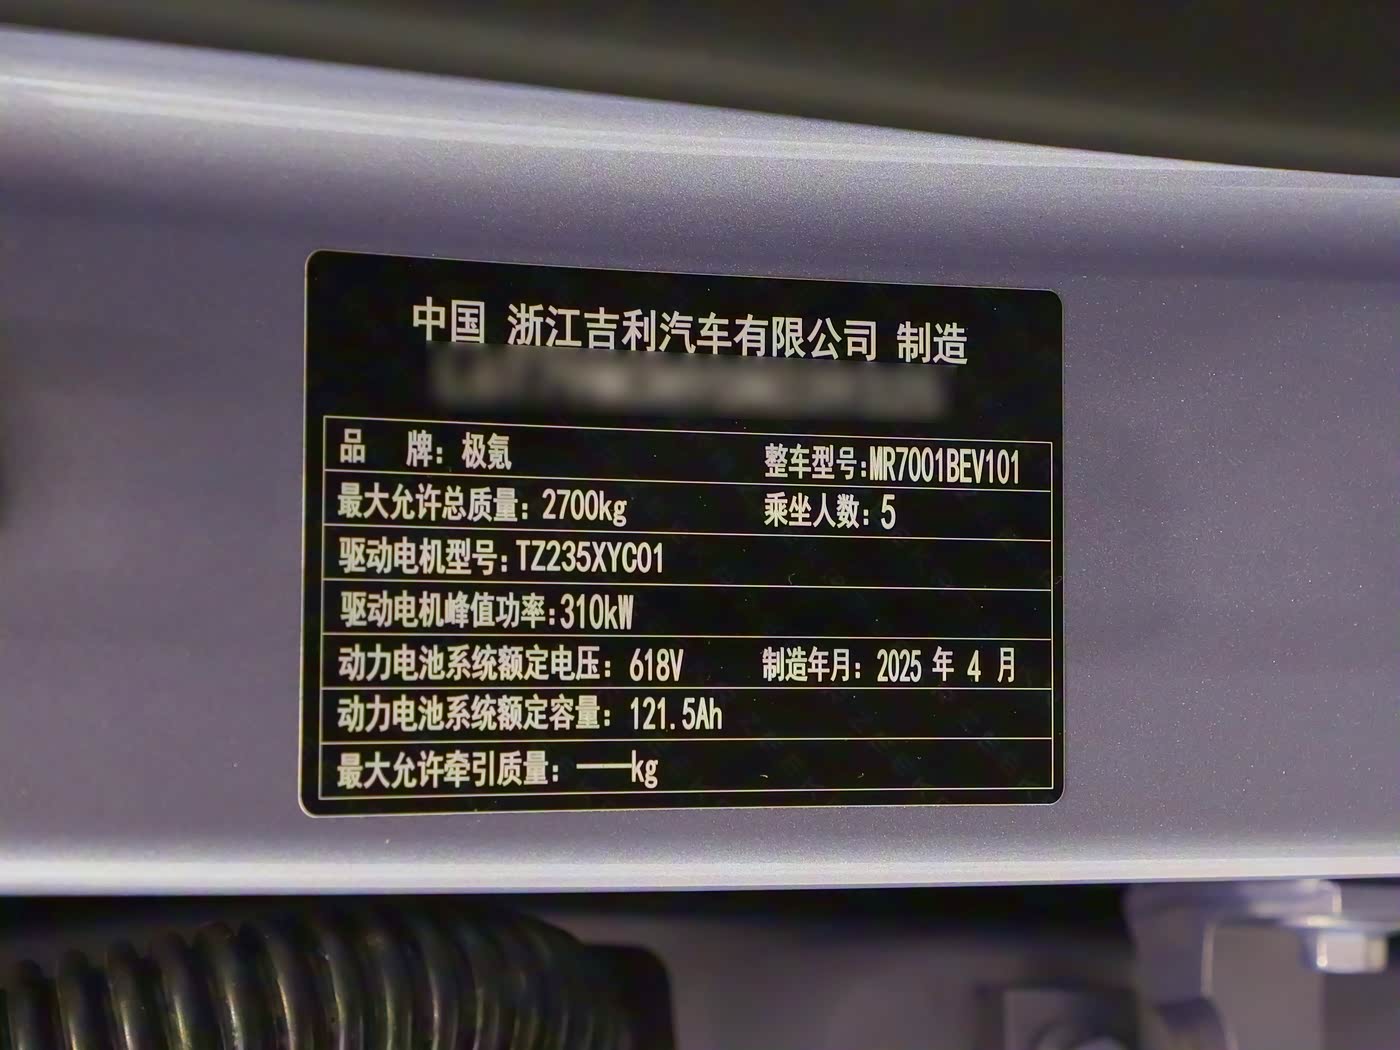 中国 浙江吉利汽车有限公司 制造
品 牌: 极氪 整车型号:MR7001BEV101
最大允许总质量: 2700kg 乘坐人数: 5
驱动电机型号: TZ235XYC01
驱动电机峰值功率:310kW
动力电池系统额定电压: 618V 制造年月: 2025 年 4 月
动力电池系统额定容量: 121.5Ah
最大允许牵引质量: ——kg